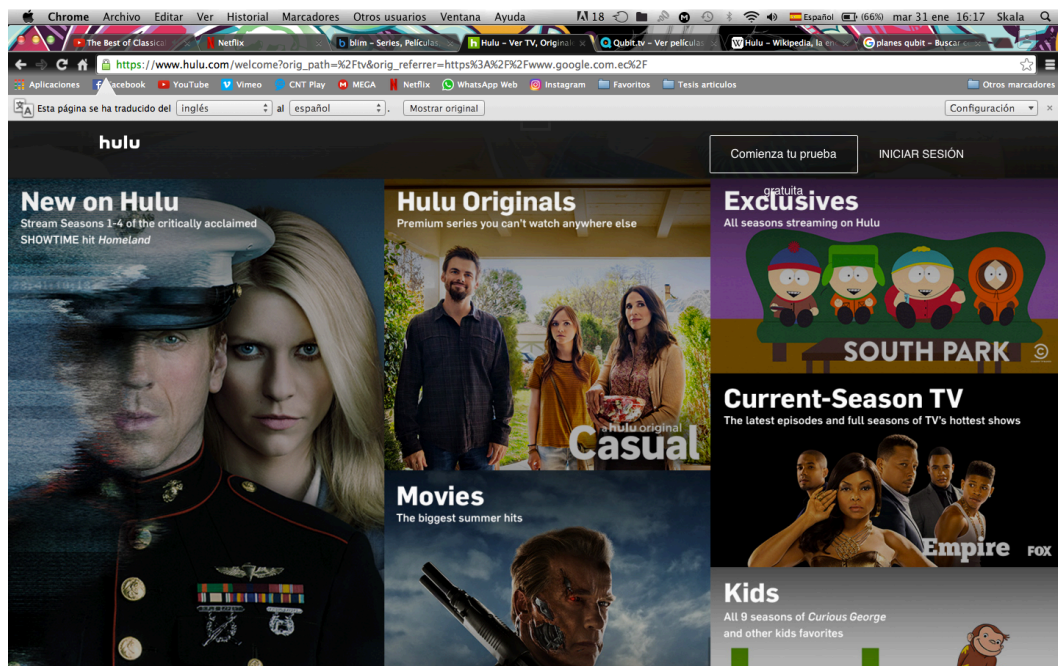 Chrome Archivo Editar Ver Historial Marcadores Otros usuarios Ventana Ayuda 18 Español (66%) mar 31 ene 16:17 Skala
The Best of Classical
Netflix
blim – Series, Películas
Hulu – Ver TV, Original
Qubit.tv – Ver películas
Hulu – Wikipedia, la en
planes qubit – Buscar c
https://www.hulu.com/welcome?orig_path=%2Ftv&orig_referrer=https%3A%2F%2Fwww.google.com.ec%2F
Aplicaciones Facebook YouTube Vimeo CNT Play MEGA Netflix WhatsApp Web Instagram Favoritos Tesis articulos Otros marcadores
Esta página se ha traducido del inglés al español . Mostrar original Configuración
hulu
Comienza tu prueba
gratuita
INICIAR SESIÓN
New on Hulu
Stream Seasons 1-4 of the critically acclaimed
SHOWTIME hit Homeland
Hulu Originals
Premium series you can't watch anywhere else
a hulu original
Casual
Movies
The biggest summer hits
Exclusives
All seasons streaming on Hulu
SOUTH PARK
Current-Season TV
The latest episodes and full seasons of TV's hottest shows
Empire FOX
Kids
All 9 seasons of Curious George
and other kids favorites